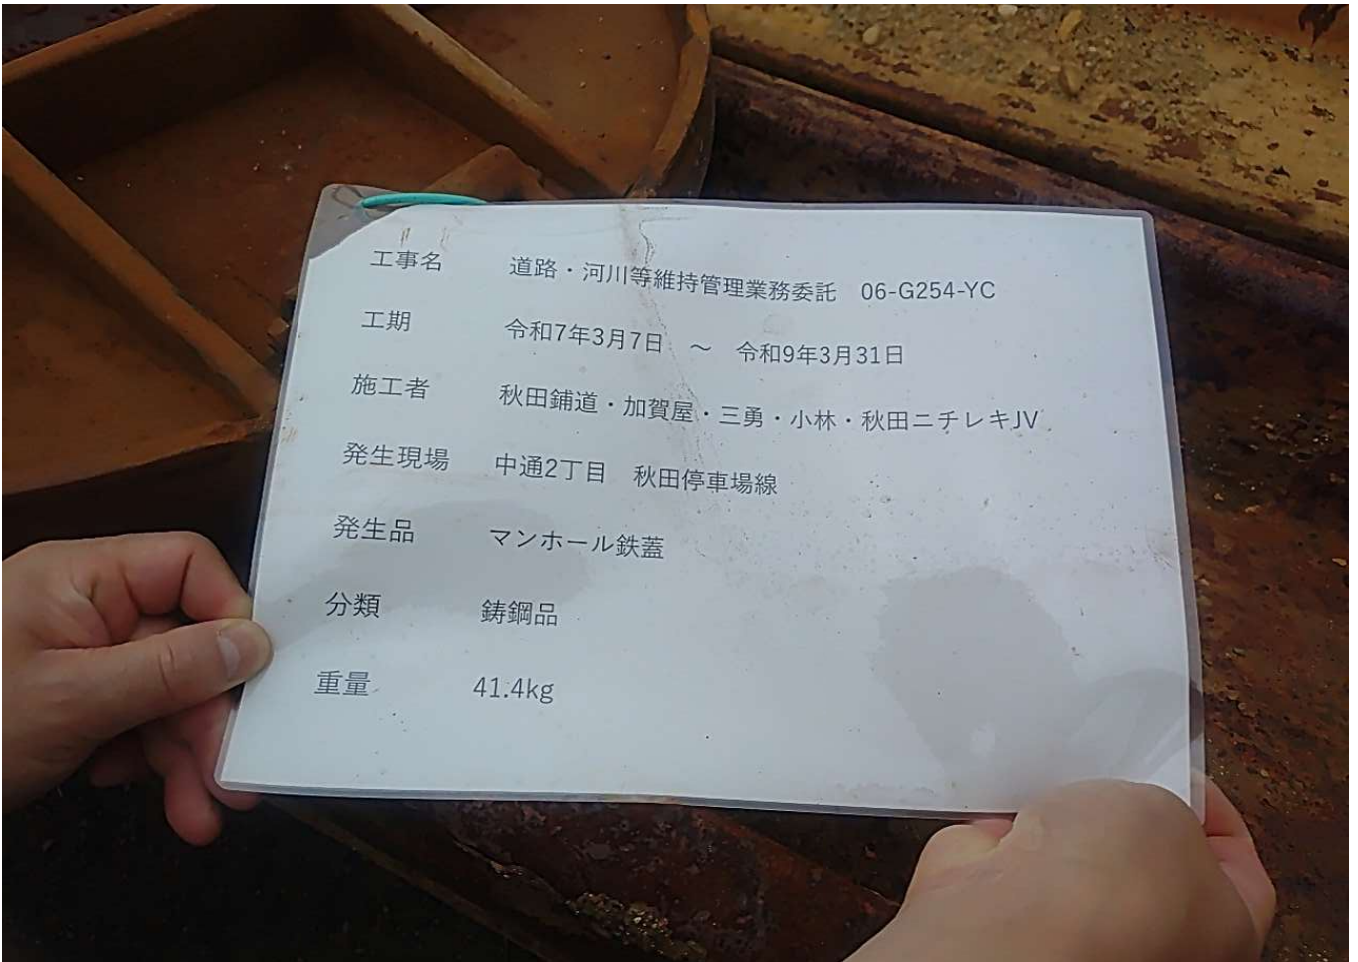 工事名 道路・河川等維持管理業務委託 06-G254-YC
工期 令和7年3月7日 ～ 令和9年3月31日
施工者 秋田鋪道・加賀屋・三勇・小林・秋田ニチレキJV
発生現場 中通2丁目 秋田停車場線
発生品 マンホール鉄蓋
分類 鋳鋼品
重量 41.4kg